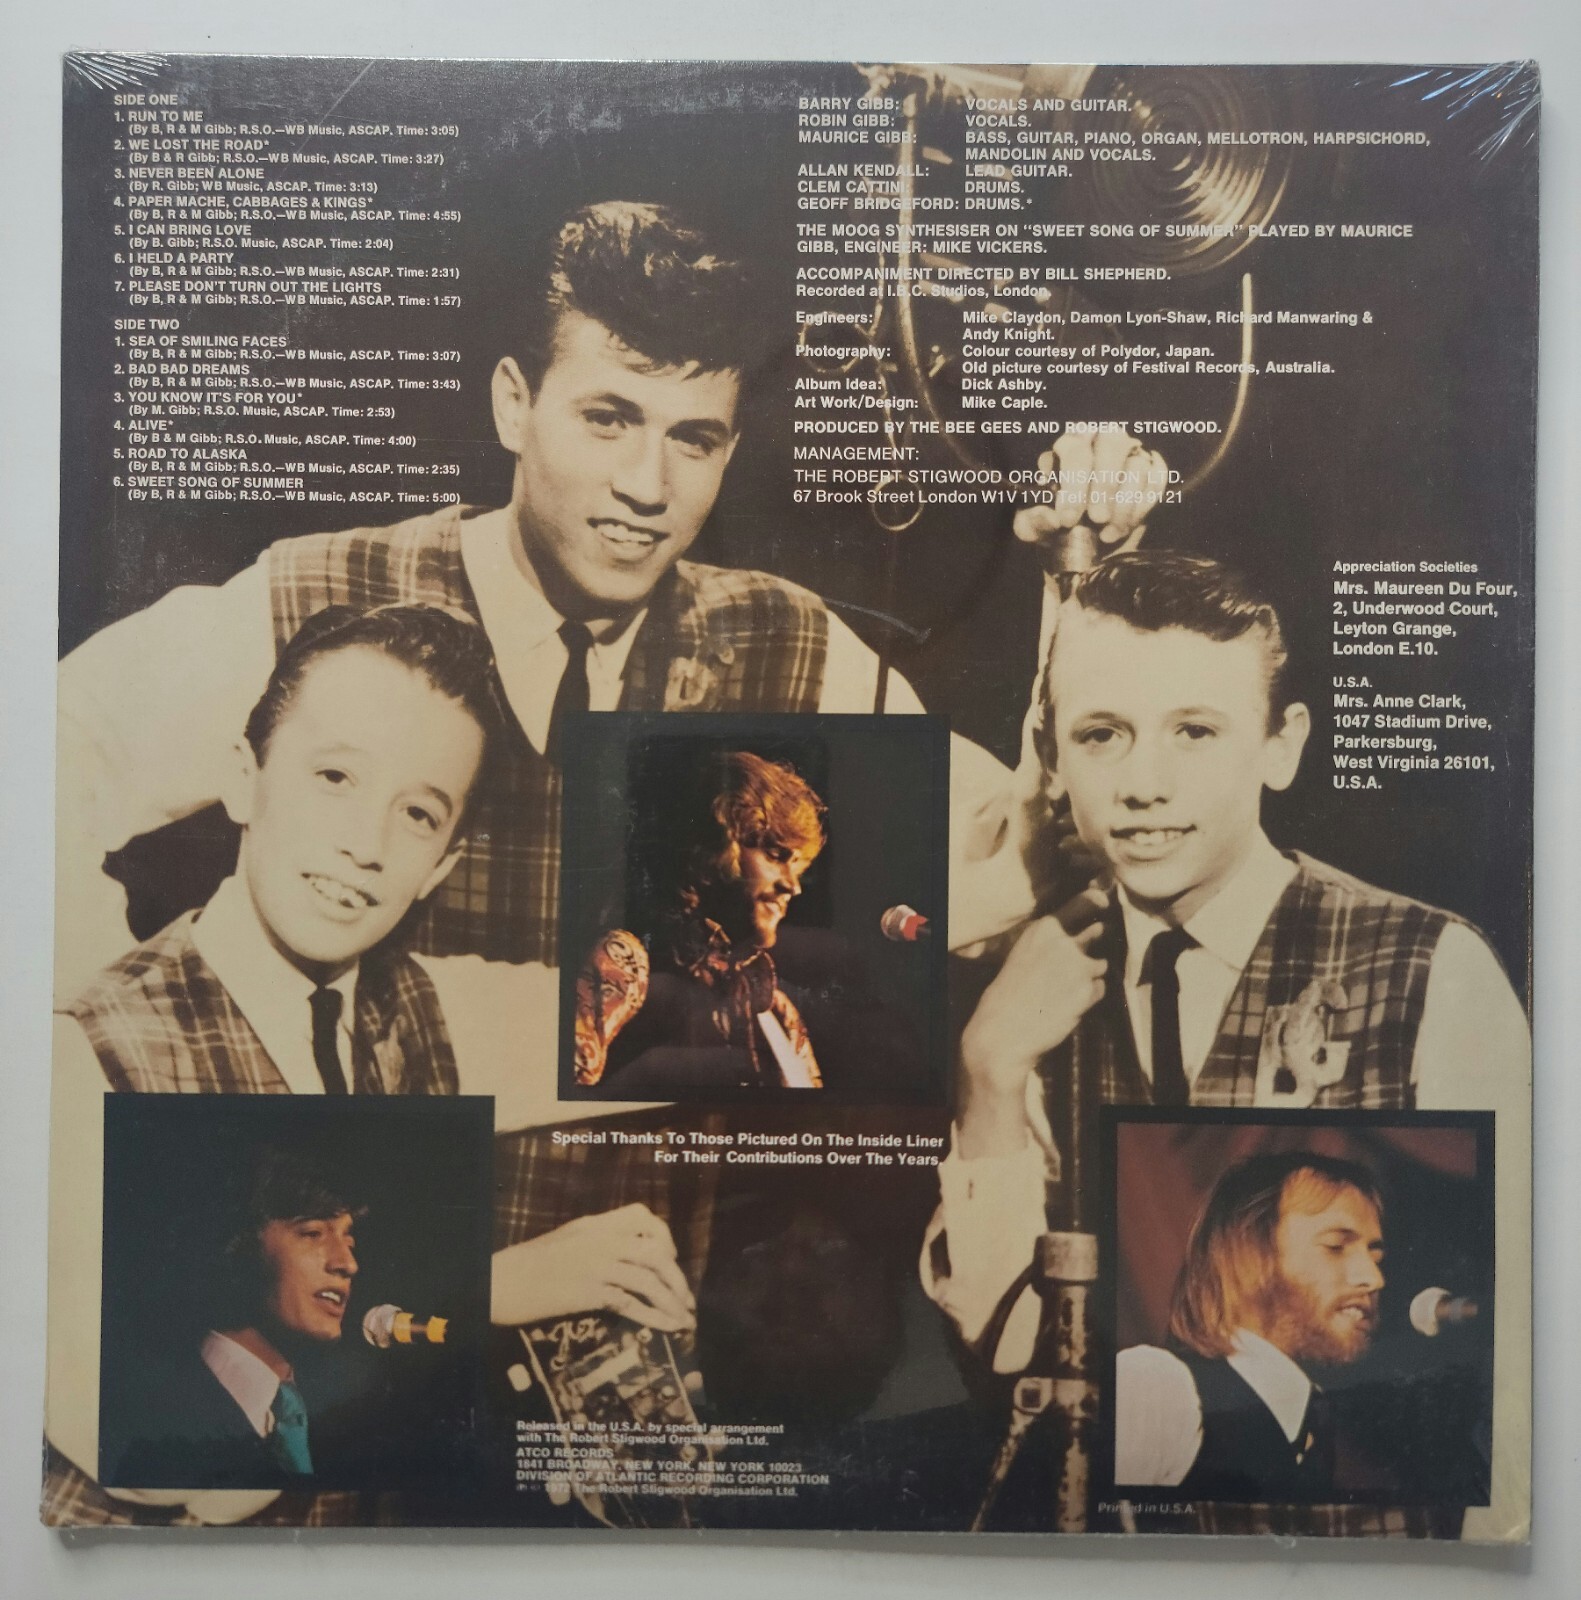 SIDE ONE
1. RUN TO ME
(By B, R & M Gibb; R.S.O.—WB Music, ASCAP. Time: 3:05)
2. WE LOST THE ROAD*
(By B & R Gibb; R.S.O.—WB Music, ASCAP. Time: 3:27)
3. NEVER BEEN ALONE
(By R. Gibb; WB Music, ASCAP. Time: 3:13)
4. PAPER MACHE, CABBAGES & KINGS*
(By B, R & M Gibb; R.S.O.—WB Music, ASCAP. Time: 4:55)
5. I CAN BRING LOVE
(By B. Gibb; R.S.O. Music, ASCAP. Time: 2:04)
6. I HELD A PARTY
(By B, R & M Gibb; R.S.O.—WB Music, ASCAP. Time: 2:31)
7. PLEASE DON'T TURN OUT THE LIGHTS
(By B, R & M Gibb; R.S.O.—WB Music, ASCAP. Time: 1:57)
SIDE TWO
1. SEA OF SMILING FACES
(By B, R & M Gibb; R.S.O.—WB Music, ASCAP. Time: 3:07)
2. BAD BAD DREAMS
(By B, R & M Gibb; R.S.O.—WB Music, ASCAP. Time: 3:43)
3. YOU KNOW IT'S FOR YOU*
(By M. Gibb; R.S.O. Music, ASCAP. Time: 2:53)
4. ALIVE*
(By B & M Gibb; R.S.O. Music, ASCAP. Time: 4:00)
5. ROAD TO ALASKA
(By B, R & M Gibb; R.S.O.—WB Music, ASCAP. Time: 2:35)
6. SWEET SONG OF SUMMER
(By B, R & M Gibb; R.S.O.—WB Music, ASCAP. Time: 5:00)
BARRY GIBB: VOCALS AND GUITAR.
ROBIN GIBB: VOCALS.
MAURICE GIBB: BASS, GUITAR, PIANO, ORGAN, MELLOTRON, HARPSICHORD,
MANDOLIN AND VOCALS.
ALLAN KENDALL: LEAD GUITAR.
CLEM CATTINI: DRUMS.
GEOFF BRIDGEFORD: DRUMS.*
THE MOOG SYNTHESISER ON "SWEET SONG OF SUMMER" PLAYED BY MAURICE
GIBB, ENGINEER: MIKE VICKERS.
ACCOMPANIMENT DIRECTED BY BILL SHEPHERD.
Recorded at I.B.C. Studios, London.
Engineers: Mike Claydon, Damon Lyon-Shaw, Richard Manwaring &
Andy Knight.
Photography: Colour courtesy of Polydor, Japan.
Old picture courtesy of Festival Records, Australia.
Album Idea: Dick Ashby.
Art Work/Design: Mike Caple.
PRODUCED BY THE BEE GEES AND ROBERT STIGWOOD.
MANAGEMENT:
THE ROBERT STIGWOOD ORGANISATION LTD.
67 Brook Street London W1V 1YD Tel: 01-629 9121
Appreciation Societies
Mrs. Maureen Du Four,
2, Underwood Court,
Leyton Grange,
London E.10.
U.S.A.
Mrs. Anne Clark,
1047 Stadium Drive,
Parkersburg,
West Virginia 26101,
U.S.A.
Special Thanks To Those Pictured On The Inside Liner
For Their Contributions Over The Years.
Released in the U.S.A. by special arrangement
with The Robert Stigwood Organisation Ltd.
ATCO RECORDS
1841 BROADWAY, NEW YORK, NEW YORK 10023
DIVISION OF ATLANTIC RECORDING CORPORATION
1972 The Robert Stigwood Organisation Ltd.
Printed in U.S.A.